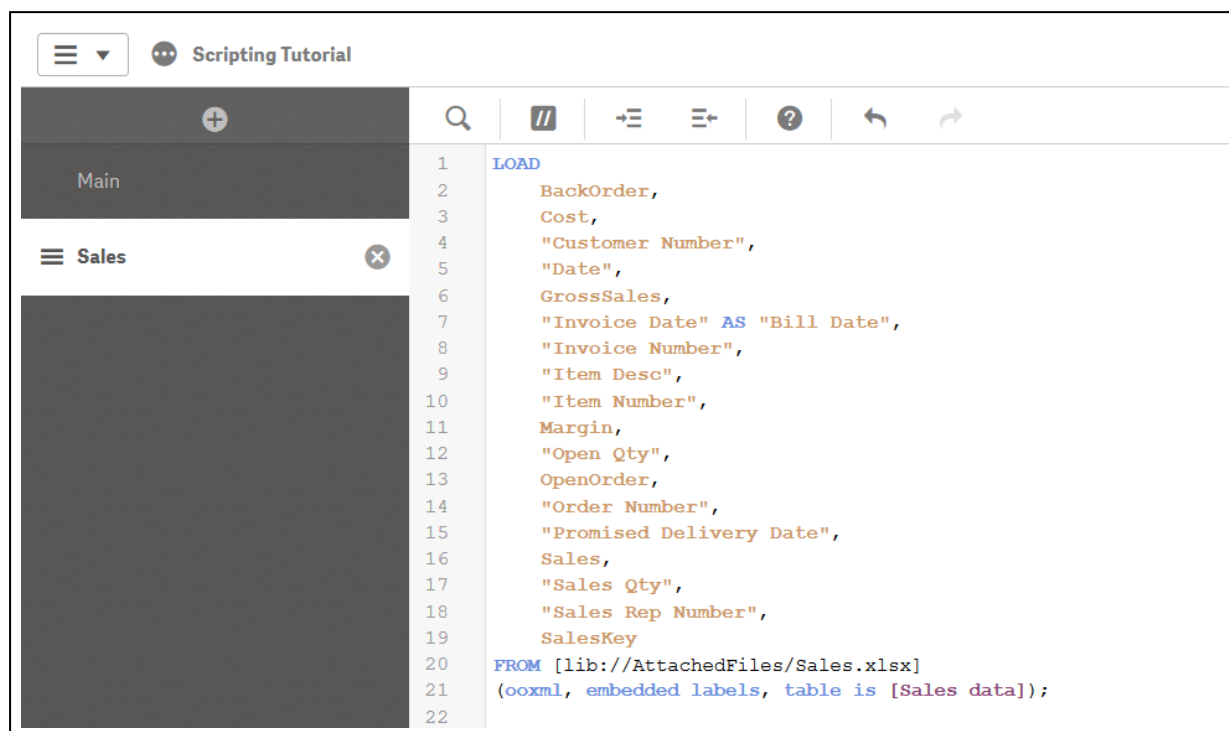 Scripting Tutorial
Main
Sales
//
?
1 LOAD
2 BackOrder,
3 Cost,
4 "Customer Number",
5 "Date",
6 GrossSales,
7 "Invoice Date" AS "Bill Date",
8 "Invoice Number",
9 "Item Desc",
10 "Item Number",
11 Margin,
12 "Open Qty",
13 OpenOrder,
14 "Order Number",
15 "Promised Delivery Date",
16 Sales,
17 "Sales Qty",
18 "Sales Rep Number",
19 SalesKey
20 FROM [lib://AttachedFiles/Sales.xlsx]
21 (ooxml, embedded labels, table is [Sales data]);
22